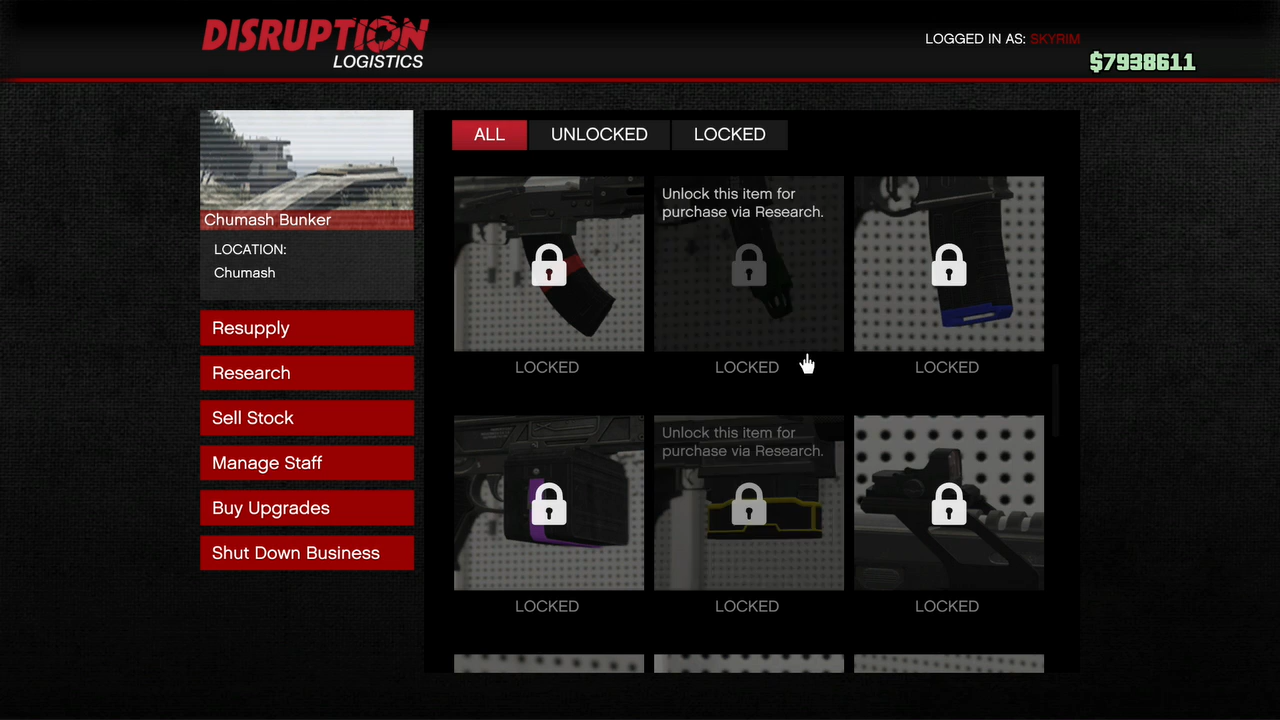 DISRUPTION
LOGISTICS
LOGGED IN AS: SKYRIM
$7938611
Chumash Bunker
LOCATION:
Chumash
Resupply
Research
Sell Stock
Manage Staff
Buy Upgrades
Shut Down Business
ALL
UNLOCKED
LOCKED
Unlock this item for
purchase via Research.
LOCKED
LOCKED
LOCKED
Unlock this item for
purchase via Research.
LOCKED
LOCKED
LOCKED